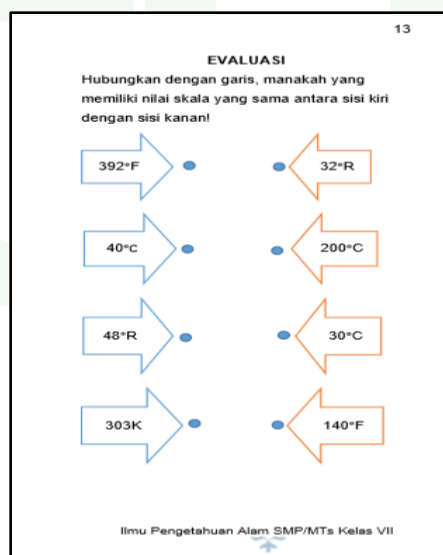 13
EVALUASI
Hubungkan dengan garis, manakah yang
memiliki nilai skala yang sama antara sisi kiri
dengan sisi kanan!
392°F 32°R
40°C 200°C
48°R 30°C
303K 140°F
Ilmu Pengetahuan Alam SMP/MTs Kelas VII